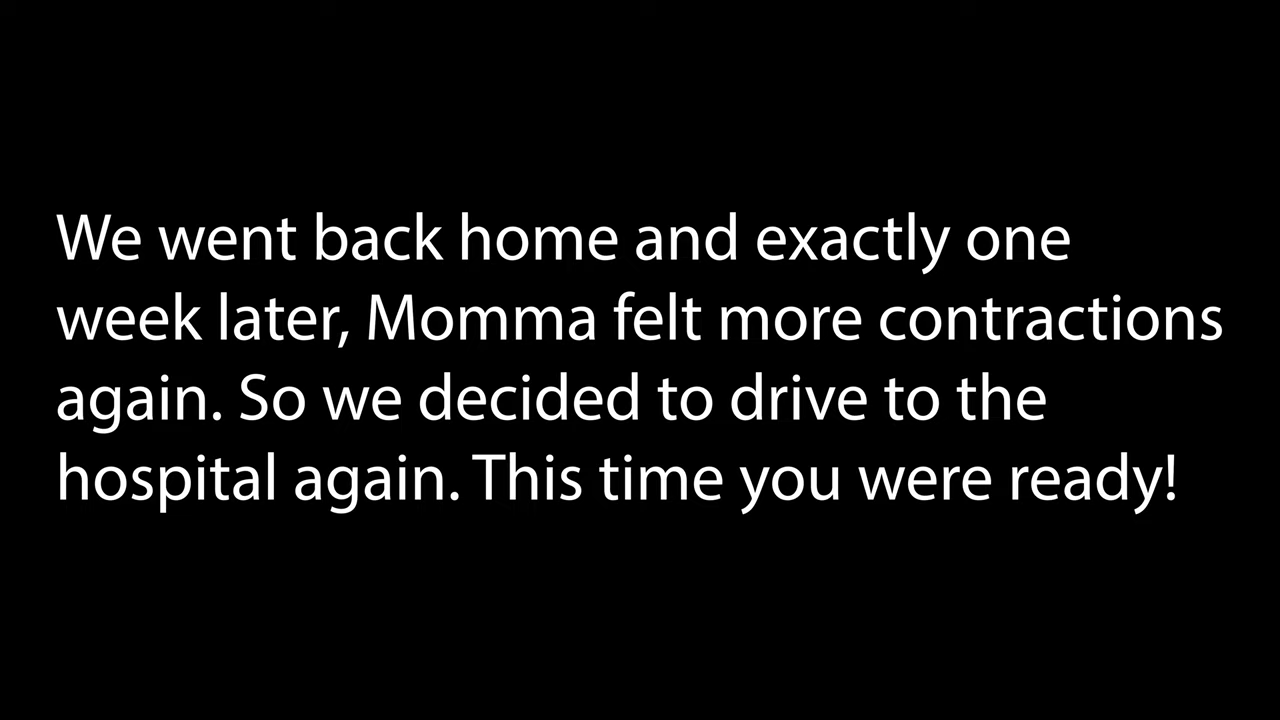 We went back home and exactly one
week later, Momma felt more contractions
again. So we decided to drive to the
hospital again. This time you were ready!